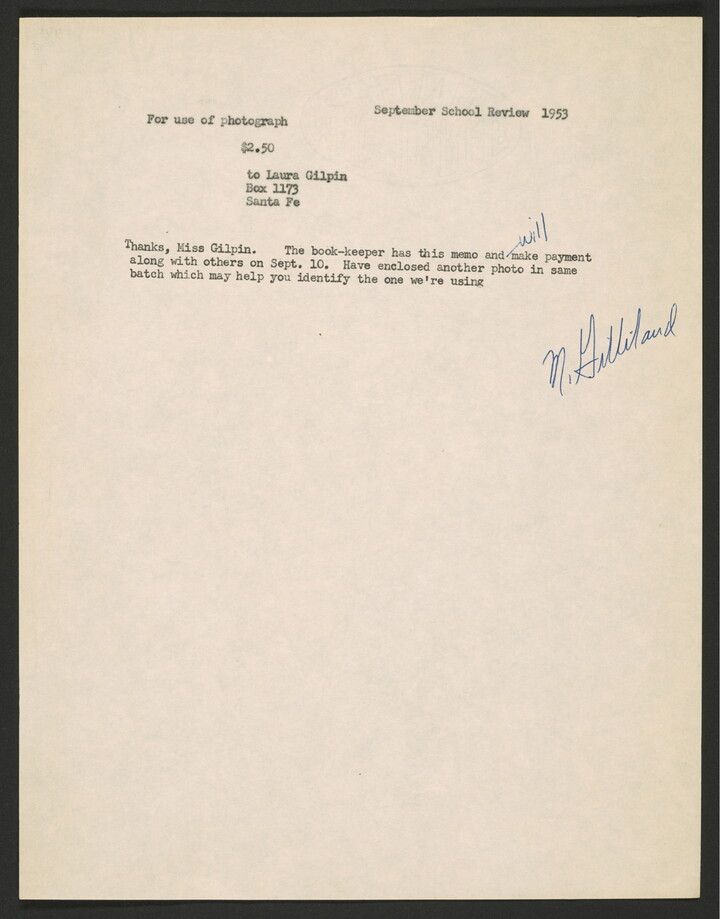 September School Review 1953
For use of photograph
$2.50
to Laura Gilpin
Box 1173
Santa Fe
will
Thanks, Miss Gilpin. The book-keeper has this memo and make payment
along with others on Sept. 10. Have enclosed another photo in same
batch which may help you identify the one we're using
M. Gilliland